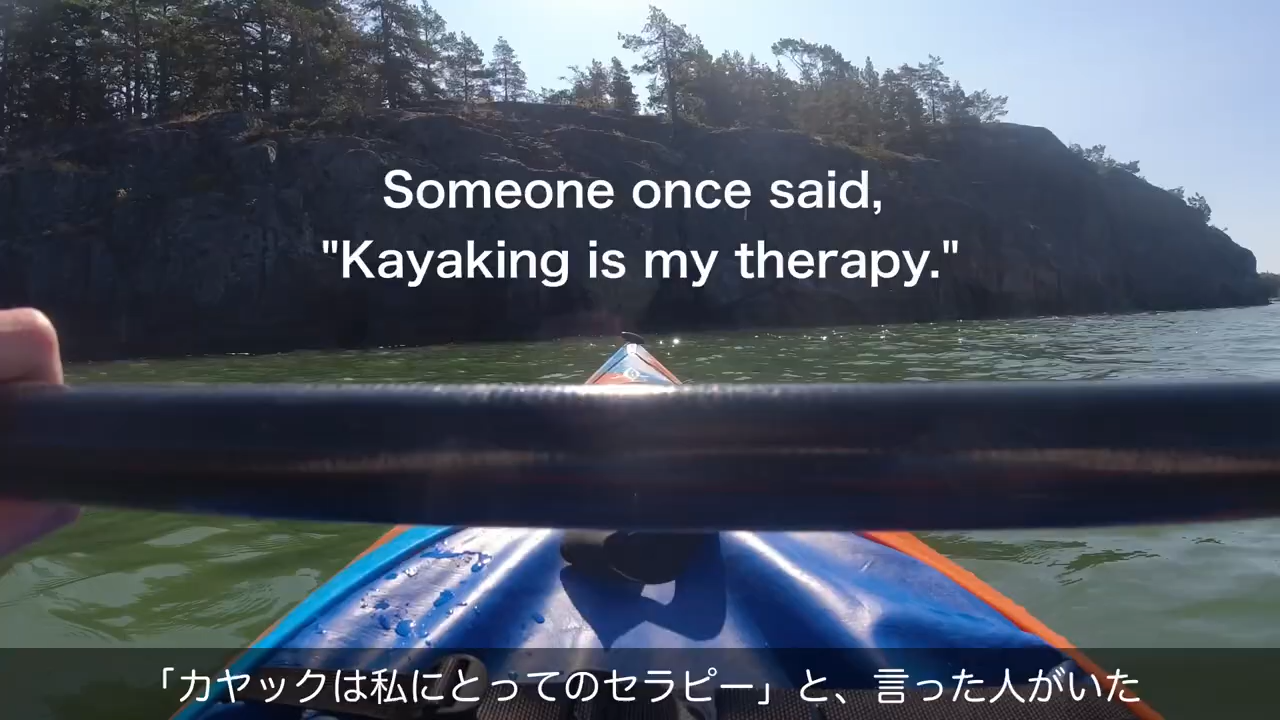 Someone once said,
"Kayaking is my therapy."
「カヤックは私にとってのセラピー」と、言った人がいた